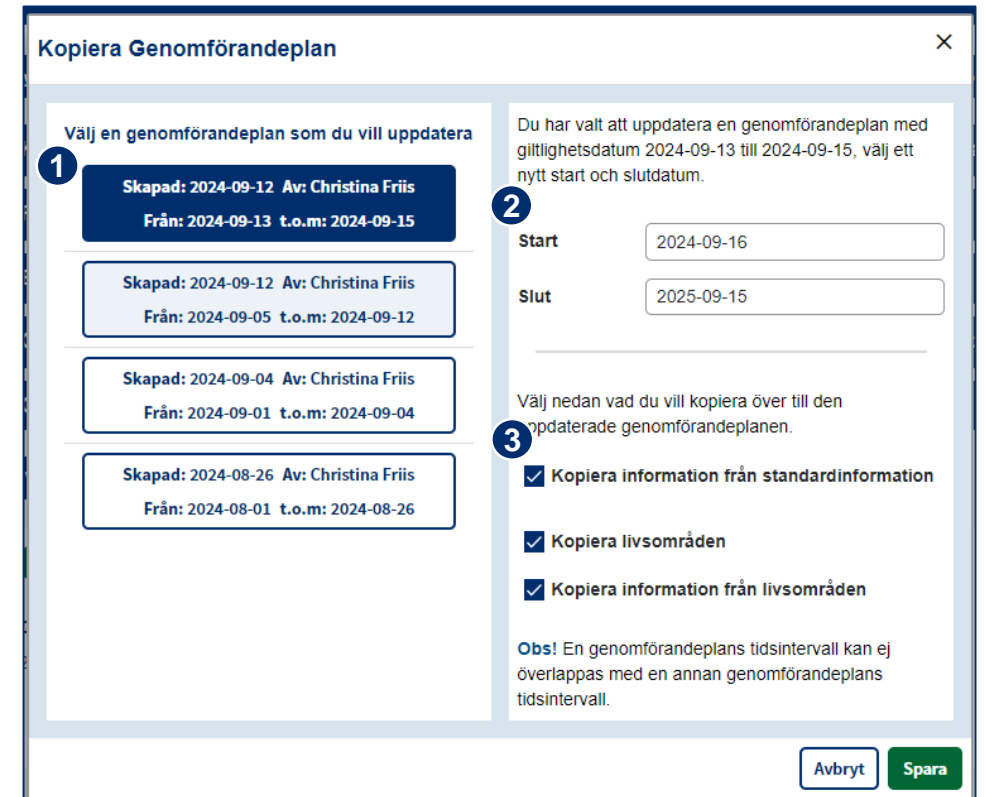 Kopiera Genomförandeplan
Välj en genomförandeplan som du vill uppdatera
1
Skapad: 2024-09-12 Av: Christina Friis
Från: 2024-09-13 t.o.m: 2024-09-15
Skapad: 2024-09-12 Av: Christina Friis
Från: 2024-09-05 t.o.m: 2024-09-12
Skapad: 2024-09-04 Av: Christina Friis
Från: 2024-09-01 t.o.m: 2024-09-04
Skapad: 2024-08-26 Av: Christina Friis
Från: 2024-08-01 t.o.m: 2024-08-26
Du har valt att uppdatera en genomförandeplan med
giltlighetsdatum 2024-09-13 till 2024-09-15, välj ett
nytt start och slutdatum.
2
Start 2024-09-16
Slut 2025-09-15
Välj nedan vad du vill kopiera över till den
uppdaterade genomförandeplanen.
3
Kopiera information från standardinformation
Kopiera livsområden
Kopiera information från livsområden
Obs! En genomförandeplans tidsintervall kan ej
överlappas med en annan genomförandeplans
tidsintervall.
Avbryt Spara